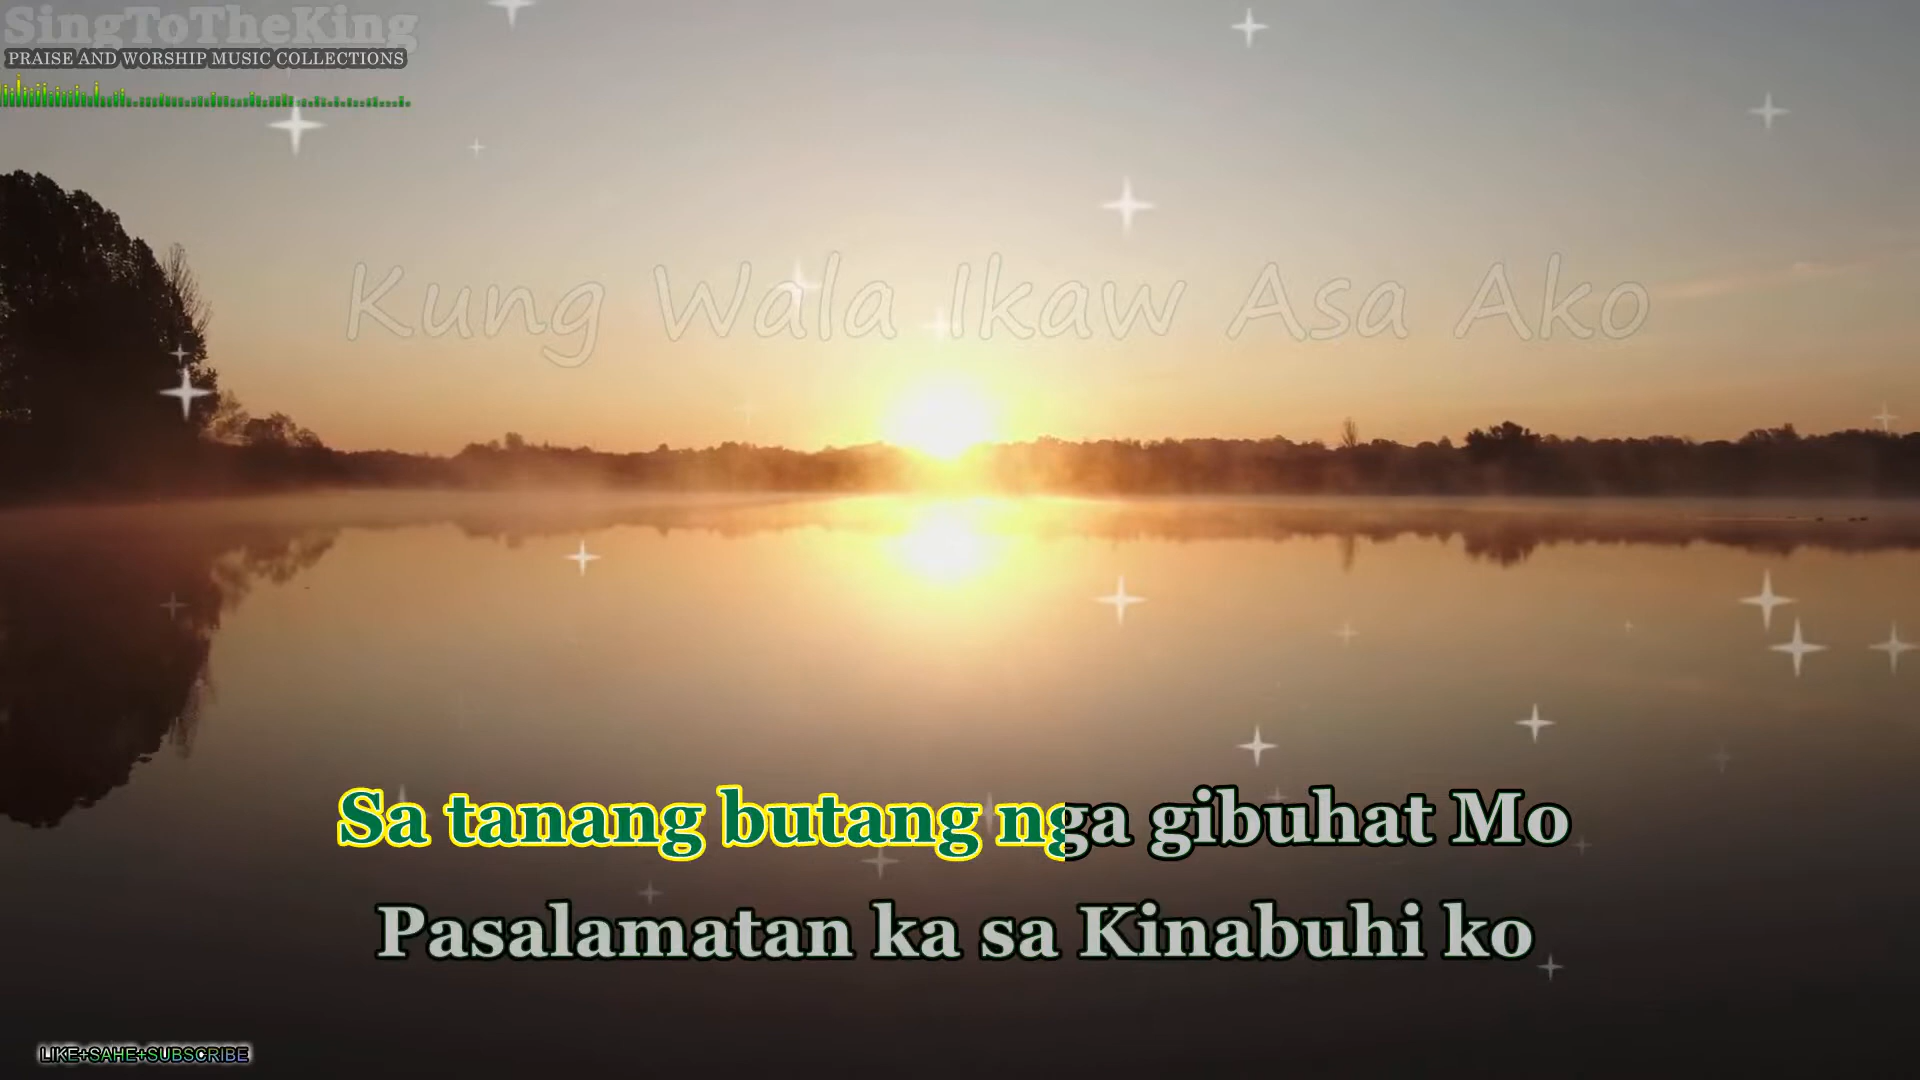 SingToTheKing
PRAISE AND WORSHIP MUSIC COLLECTIONS
Kung Wala Ikaw Asa Ako
Sa tanang butang nga gibuhat Mo
Pasalamatan ka sa Kinabuhi ko
LIKE+SAHE+SUBSCRIBE